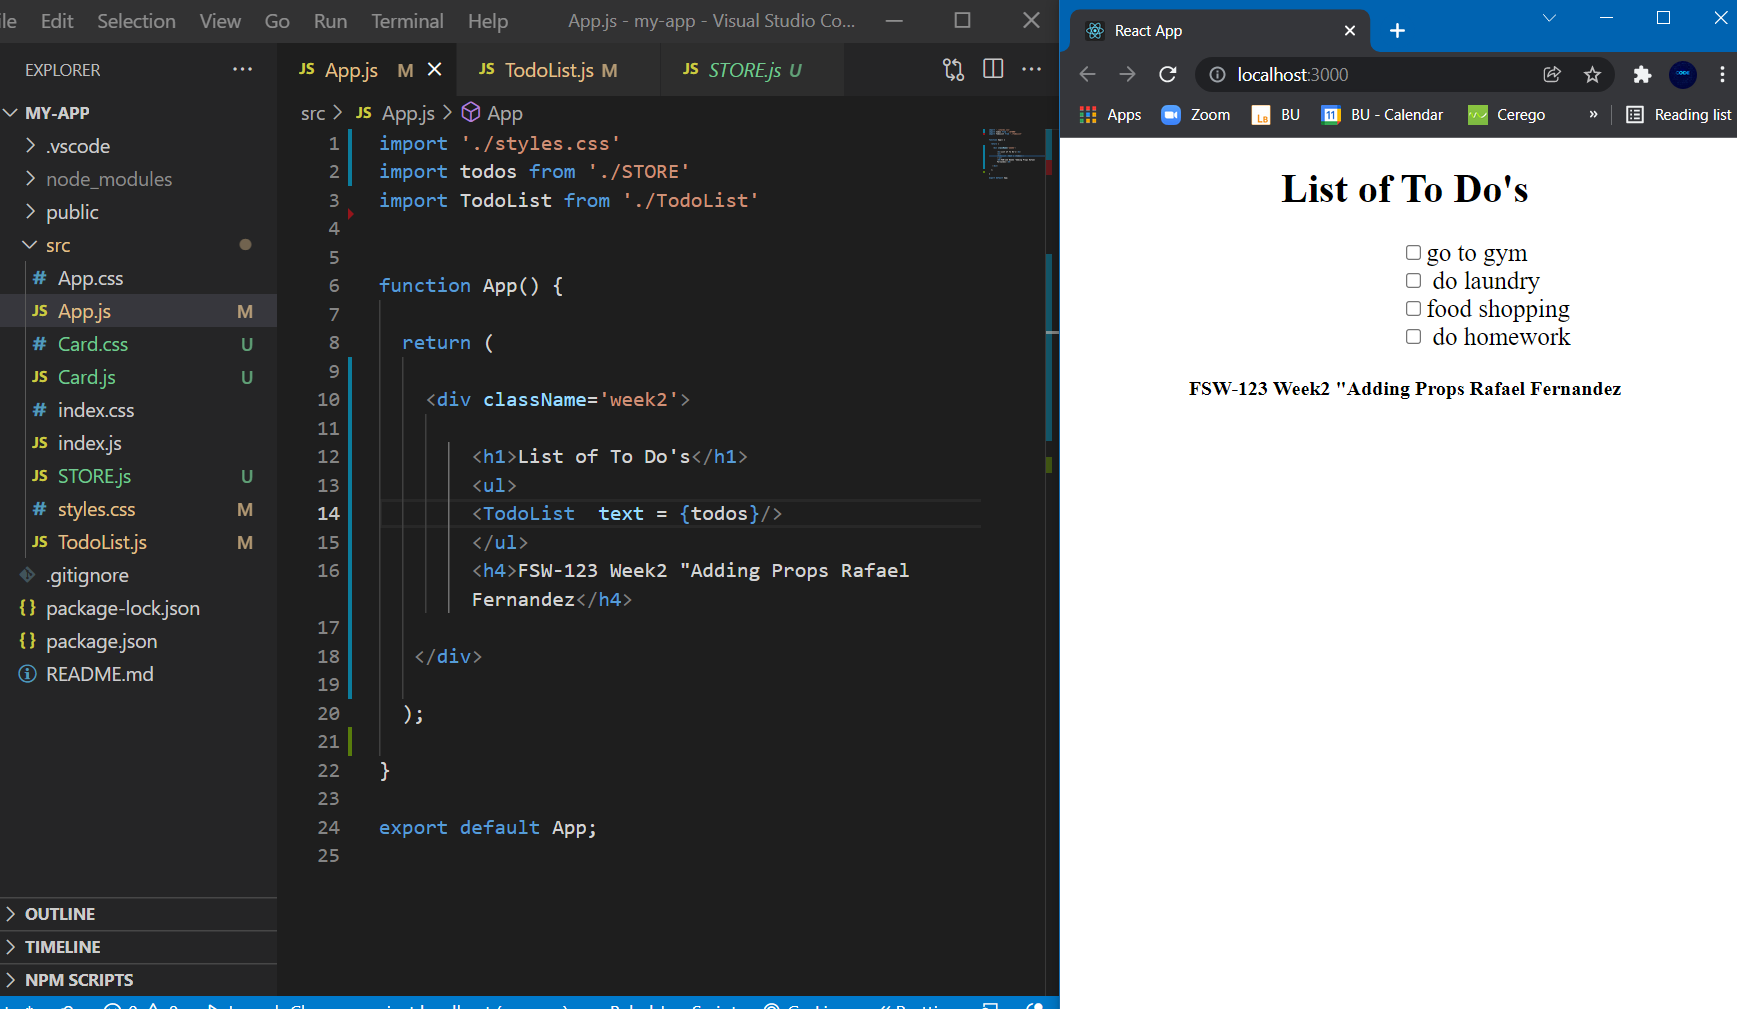 ile Edit Selection View Go Run Terminal Help App.js - my-app - Visual Studio Co...
EXPLORER
MY-APP
.vscode
node_modules
public
src
# App.css
JS App.js M
# Card.css U
JS Card.js U
# index.css
JS index.js
JS STORE.js U
# styles.css M
JS TodoList.js M
.gitignore
{} package-lock.json
{} package.json
README.md
OUTLINE
TIMELINE
NPM SCRIPTS
JS App.js M JS TodoList.js M JS STORE.js U
src > JS App.js > App
1 import './styles.css'
2 import todos from './STORE'
3 import TodoList from './TodoList'
4
5
6 function App() {
7
8 return (
9
10 <div className='week2'>
11
12 <h1>List of To Do's</h1>
13 <ul>
14 <TodoList  text = {todos}/>
15 </ul>
16 <h4>FSW-123 Week2 "Adding Props Rafael
Fernandez</h4>
17
18 </div>
19
20 );
21
22 }
23
24 export default App;
25
React App
localhost:3000
Apps Zoom LB BU 11 BU - Calendar Cerego » Reading list
List of To Do's
go to gym
do laundry
food shopping
do homework
FSW-123 Week2 "Adding Props Rafael Fernandez